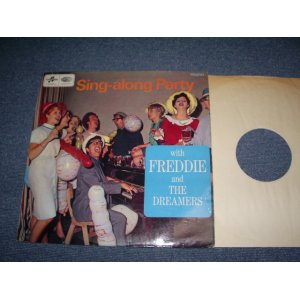 Sing-along Party
with
FREDDIE
and
THE
DREAMERS